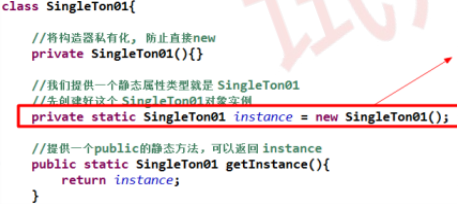 class SingleTon01{
//将构造器私有化, 防止直接new
private SingleTon01(){}
//我们提供一个静态属性类型就是 SingleTon01
//先创建好这个 SingleTon01对象实例
private static SingleTon01 instance = new SingleTon01();
//提供一个public的静态方法，可以返回 instance
public static SingleTon01 getInstance(){
return instance;
}